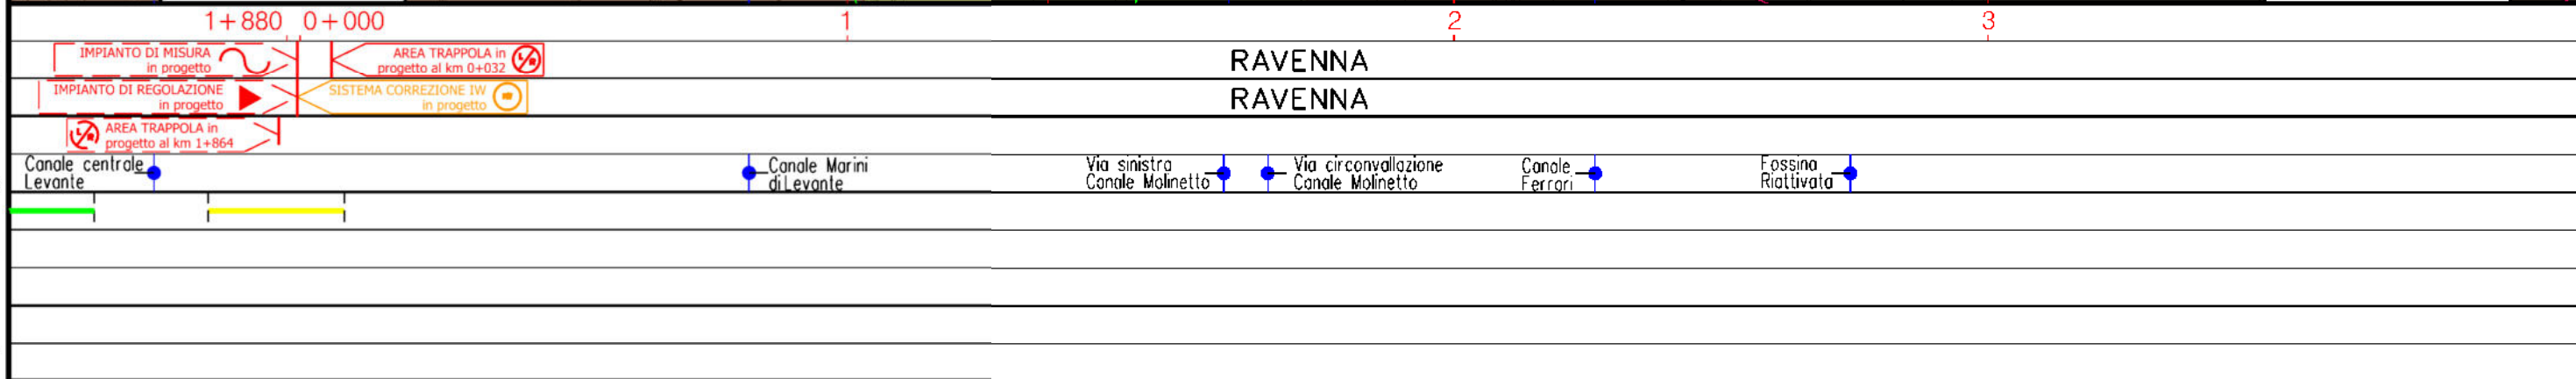 1+880 0+000 1 2 3
IMPIANTO DI MISURA
in progetto
AREA TRAPPOLA in
progetto al km 0+032
RAVENNA
IMPIANTO DI REGOLAZIONE
in progetto
SISTEMA CORREZIONE IW
in progetto
RAVENNA
AREA TRAPPOLA in
progetto al km 1+864
Canale centrale
Levante
Canale Marini
di Levante
Via sinistra
Canale Molinetto
Via circonvallazione
Canale Molinetto
Canale
Ferrari
Fossina
Riattivata